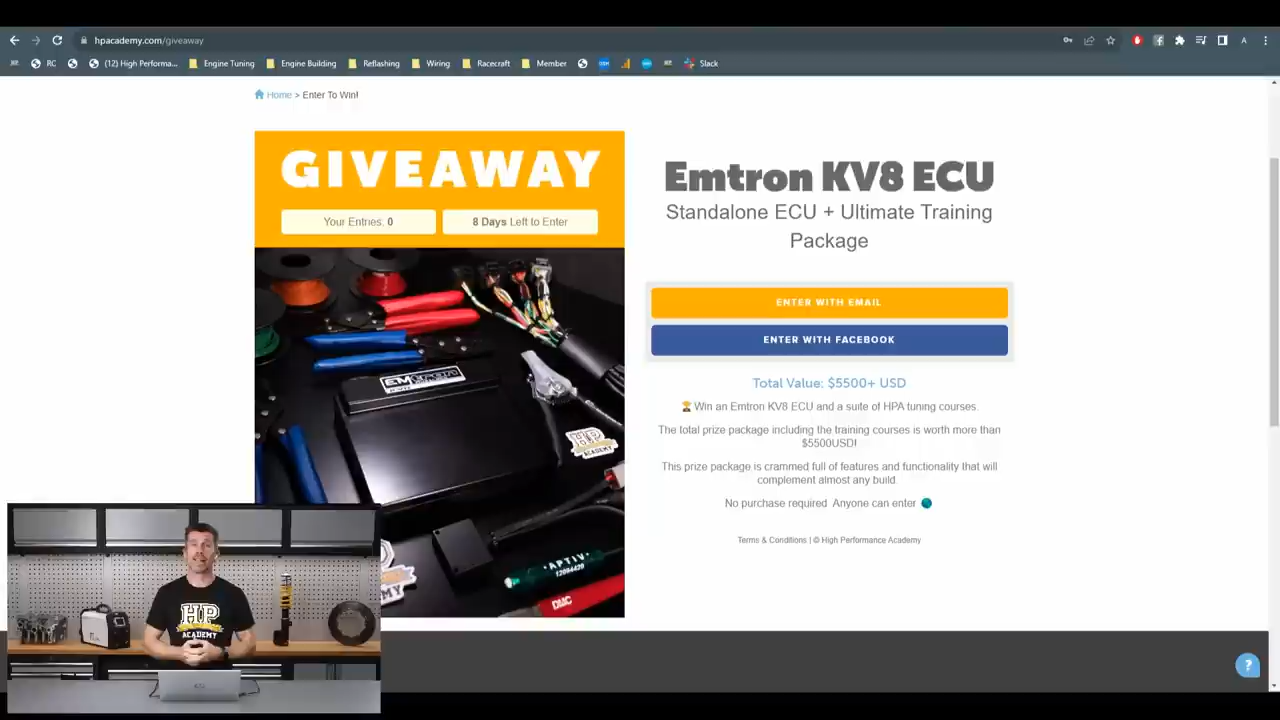 hpacademy.com/giveaway
RC
(12) High Performa...
Engine Tuning
Engine Building
Reflashing
Wiring
Racecraft
Member
Slack
Home > Enter To Win!
GIVEAWAY
Your Entries: 0
8 Days Left to Enter
Emtron KV8 ECU
Standalone ECU + Ultimate Training
Package
ENTER WITH EMAIL
ENTER WITH FACEBOOK
Total Value: $5500+ USD
Win an Emtron KV8 ECU and a suite of HPA tuning courses.
The total prize package including the training courses is worth more than
$5500USD!
This prize package is crammed full of features and functionality that will
complement almost any build.
No purchase required. Anyone can enter
Terms & Conditions | © High Performance Academy
HP
ACADEMY
APTIV
12094429
DMC
HP
ACADEMY
?